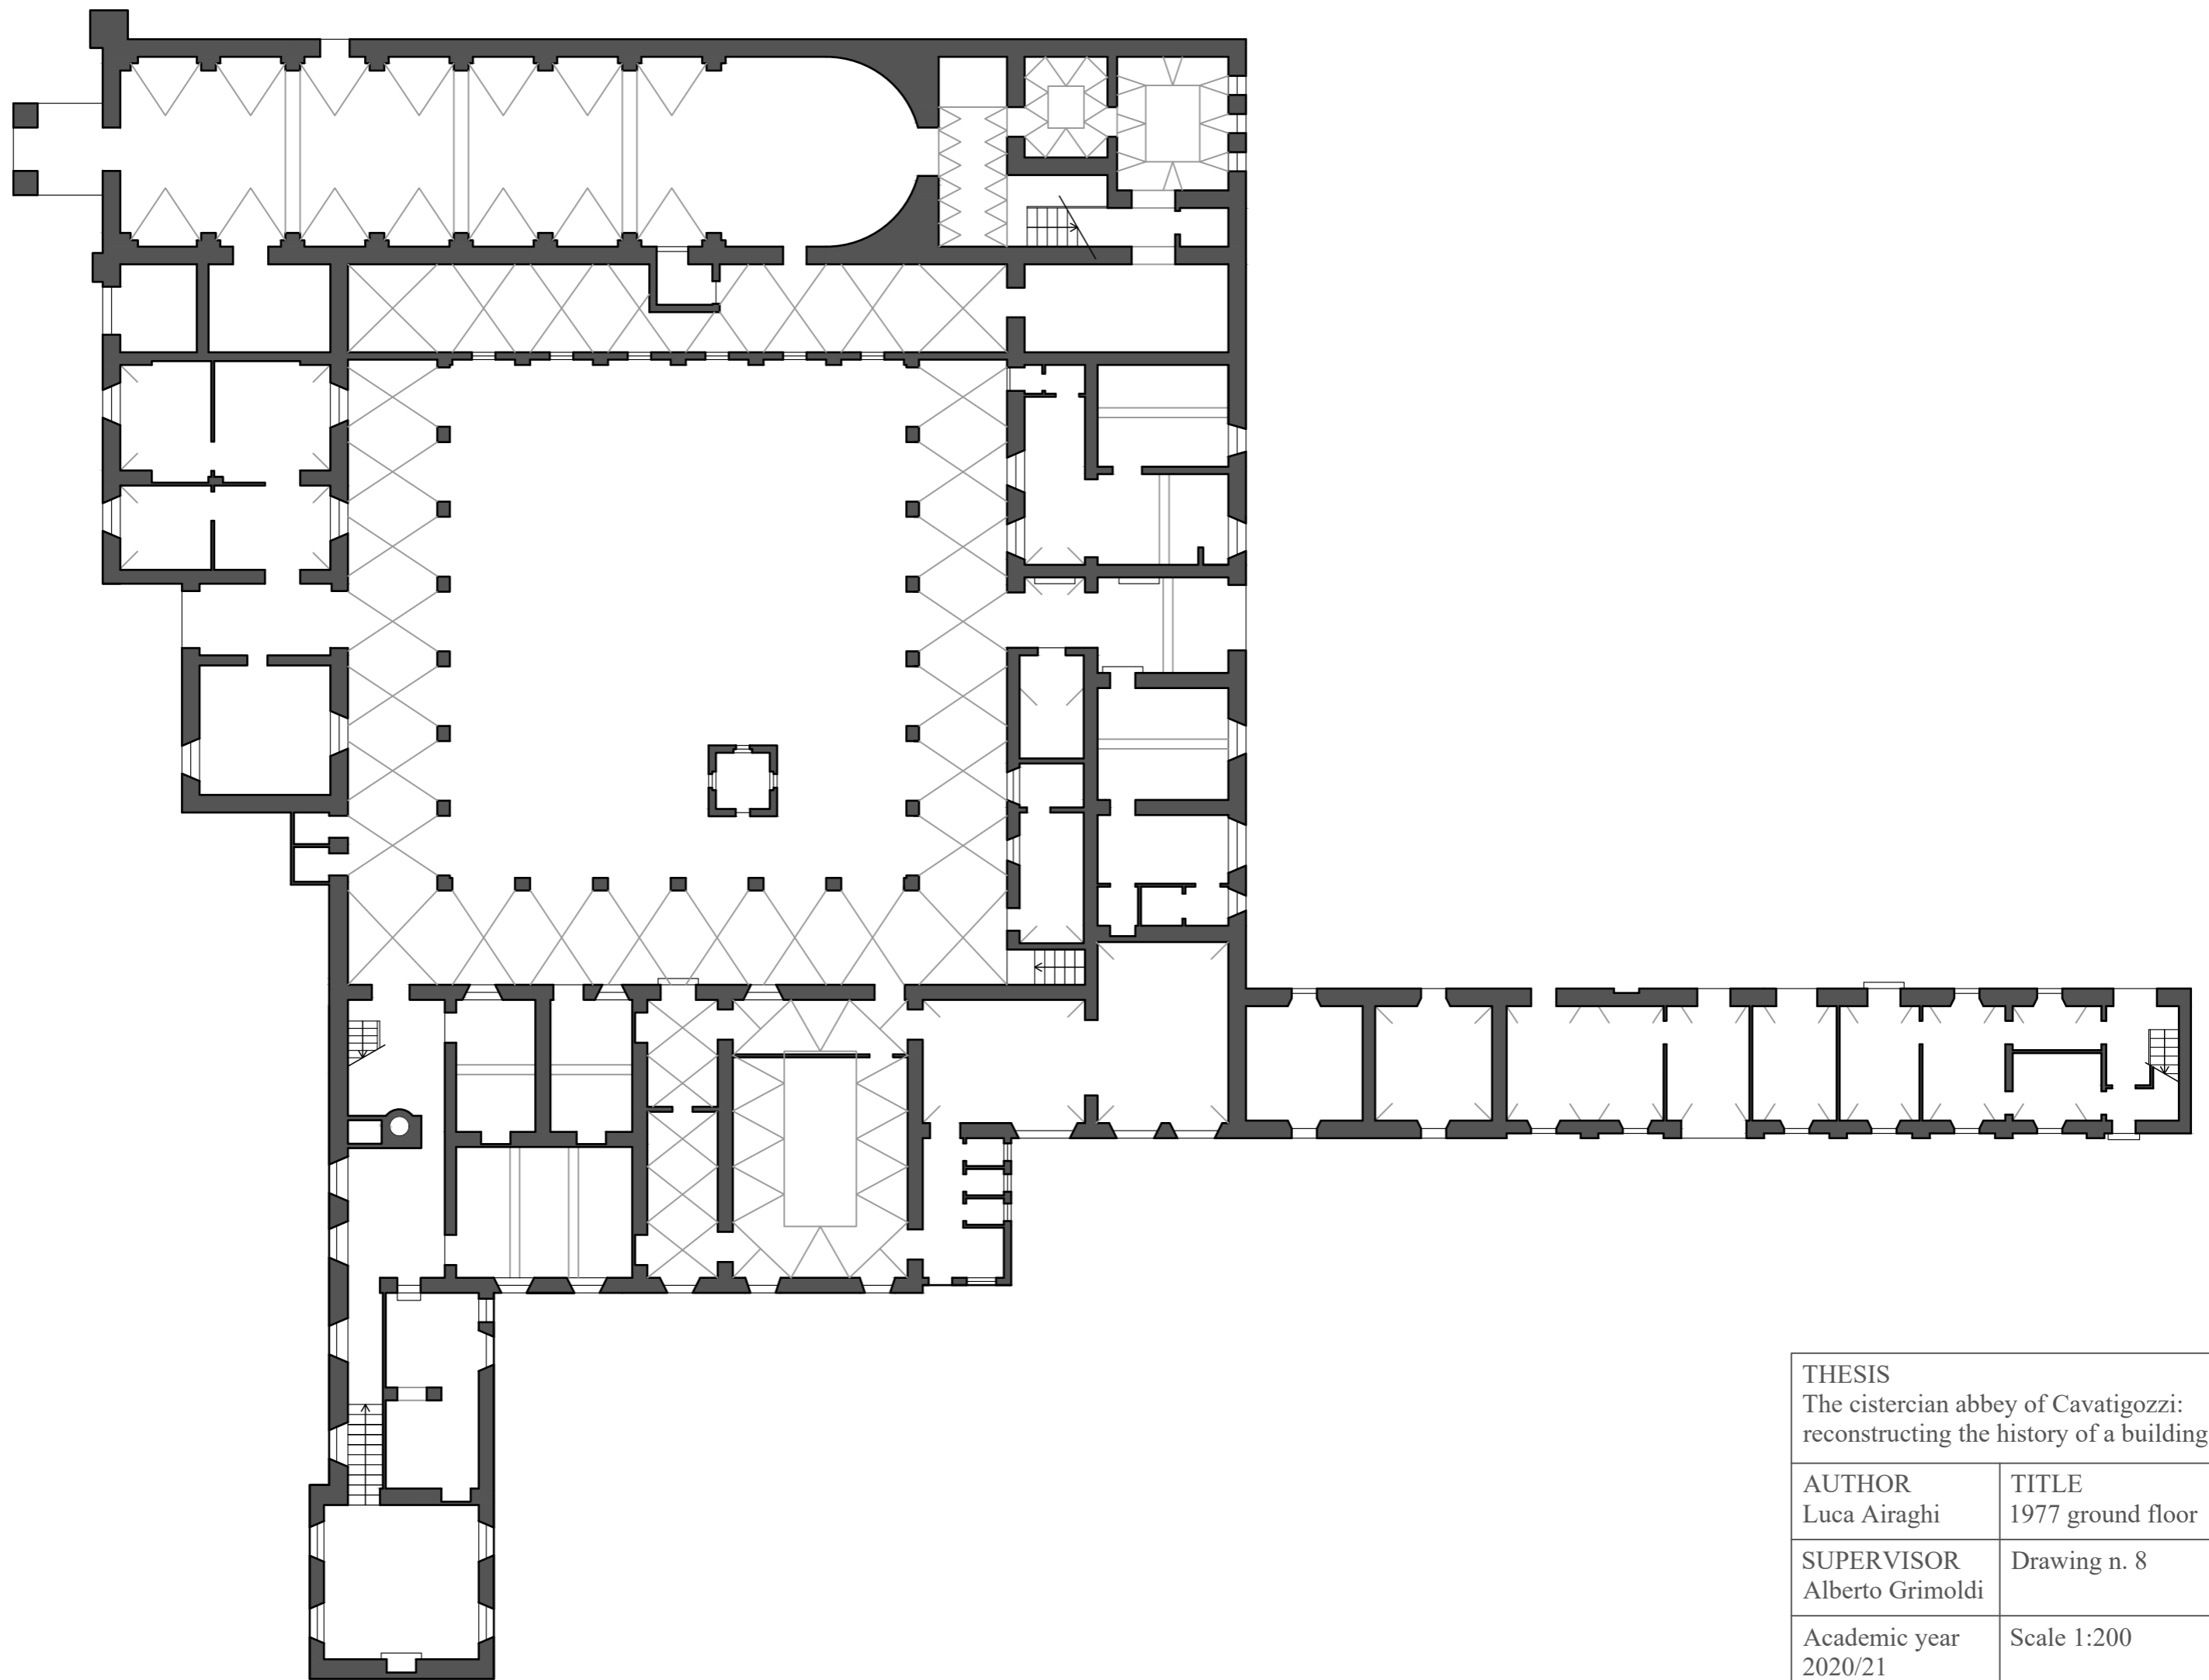 THESIS
The cistercian abbey of Cavatigozzi:
reconstructing the history of a building
AUTHOR
Luca Airaghi
TITLE
1977 ground floor
SUPERVISOR
Alberto Grimoldi
Drawing n. 8
Academic year
2020/21
Scale 1:200